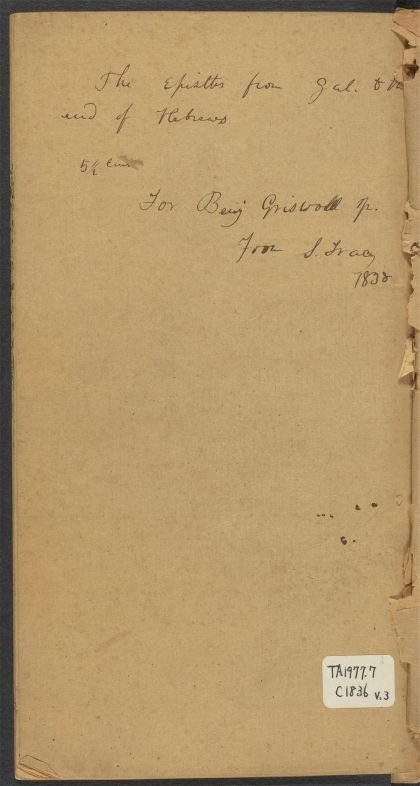 The Epistles from Gal. to the
end of Hebrews
5½ Cents
For Benj Griswold Jr.
From S. Tracy
1838
TA1977.7
C1836 v.3